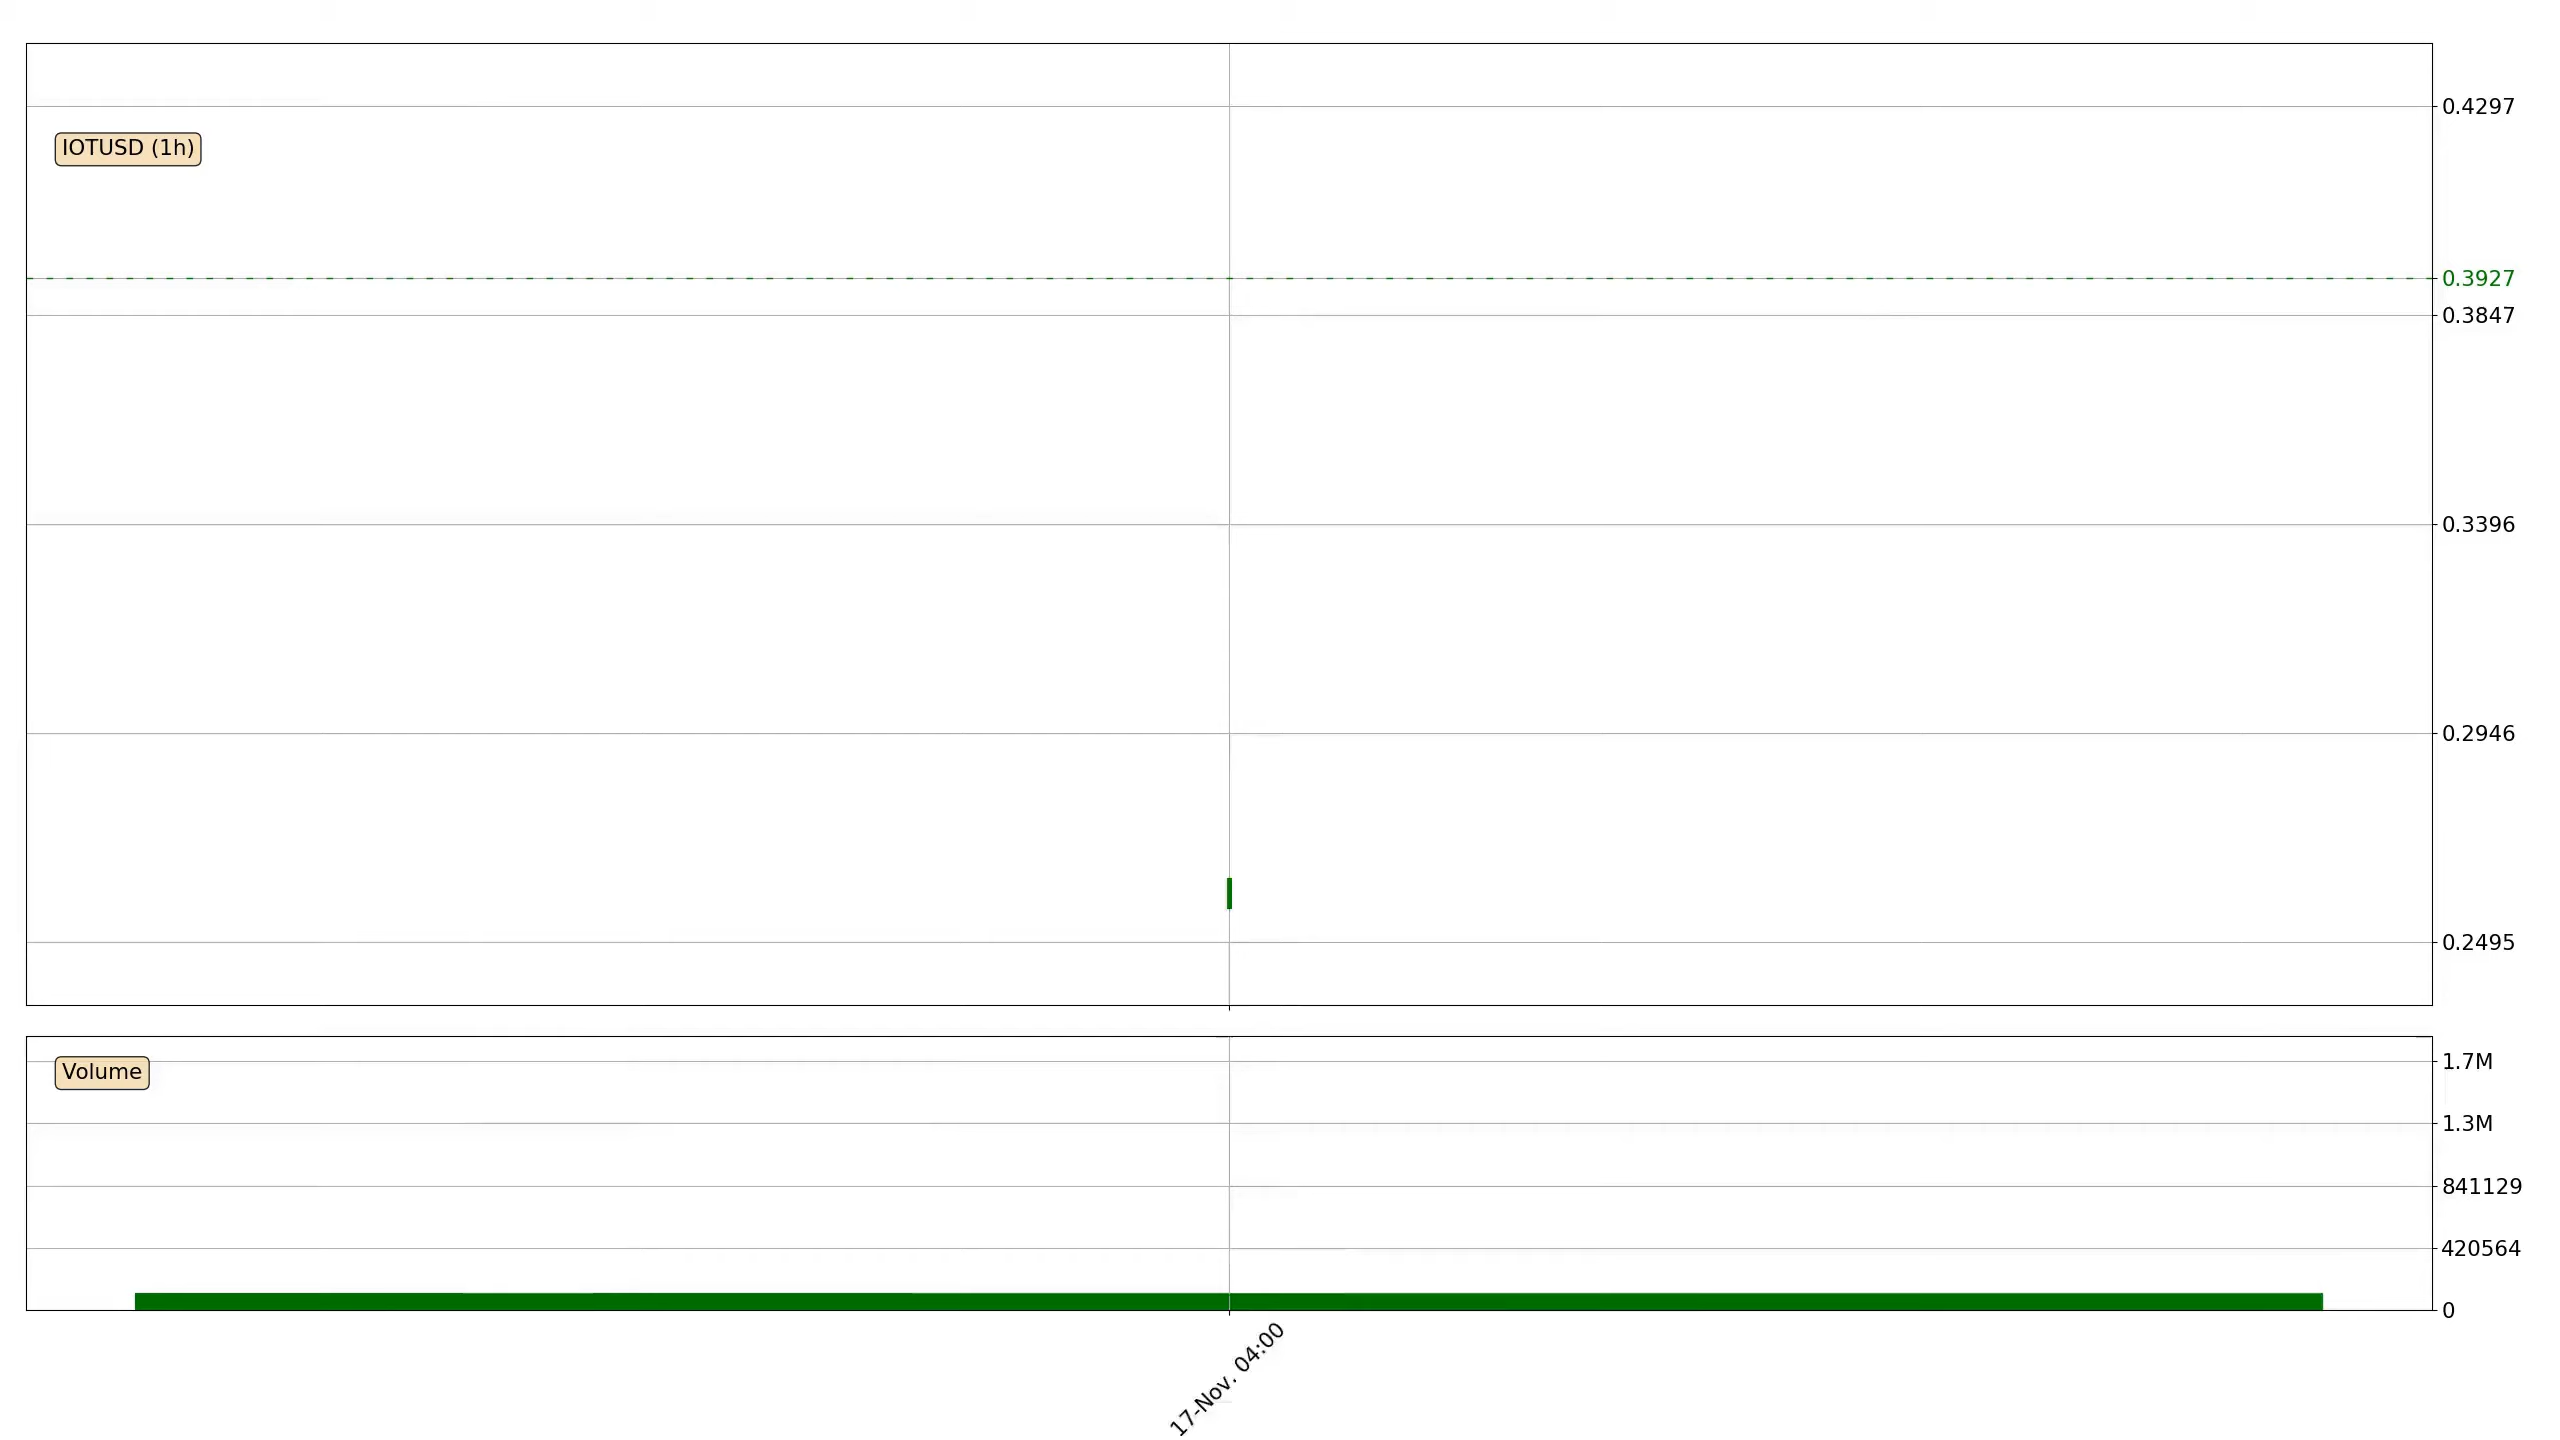 0.4297
IOTUSD (1h)
0.3927
0.3847
0.3396
0.2946
0.2495
Volume
1.7M
1.3M
841129
420564
0
17-Nov. 04:00